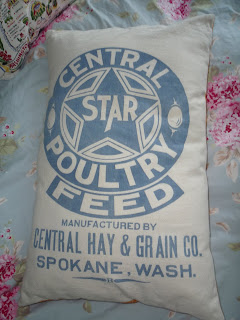 CENTRAL
STAR
POULTRY
FEED
MANUFACTURED BY
CENTRAL HAY & GRAIN CO.
SPOKANE, WASH.